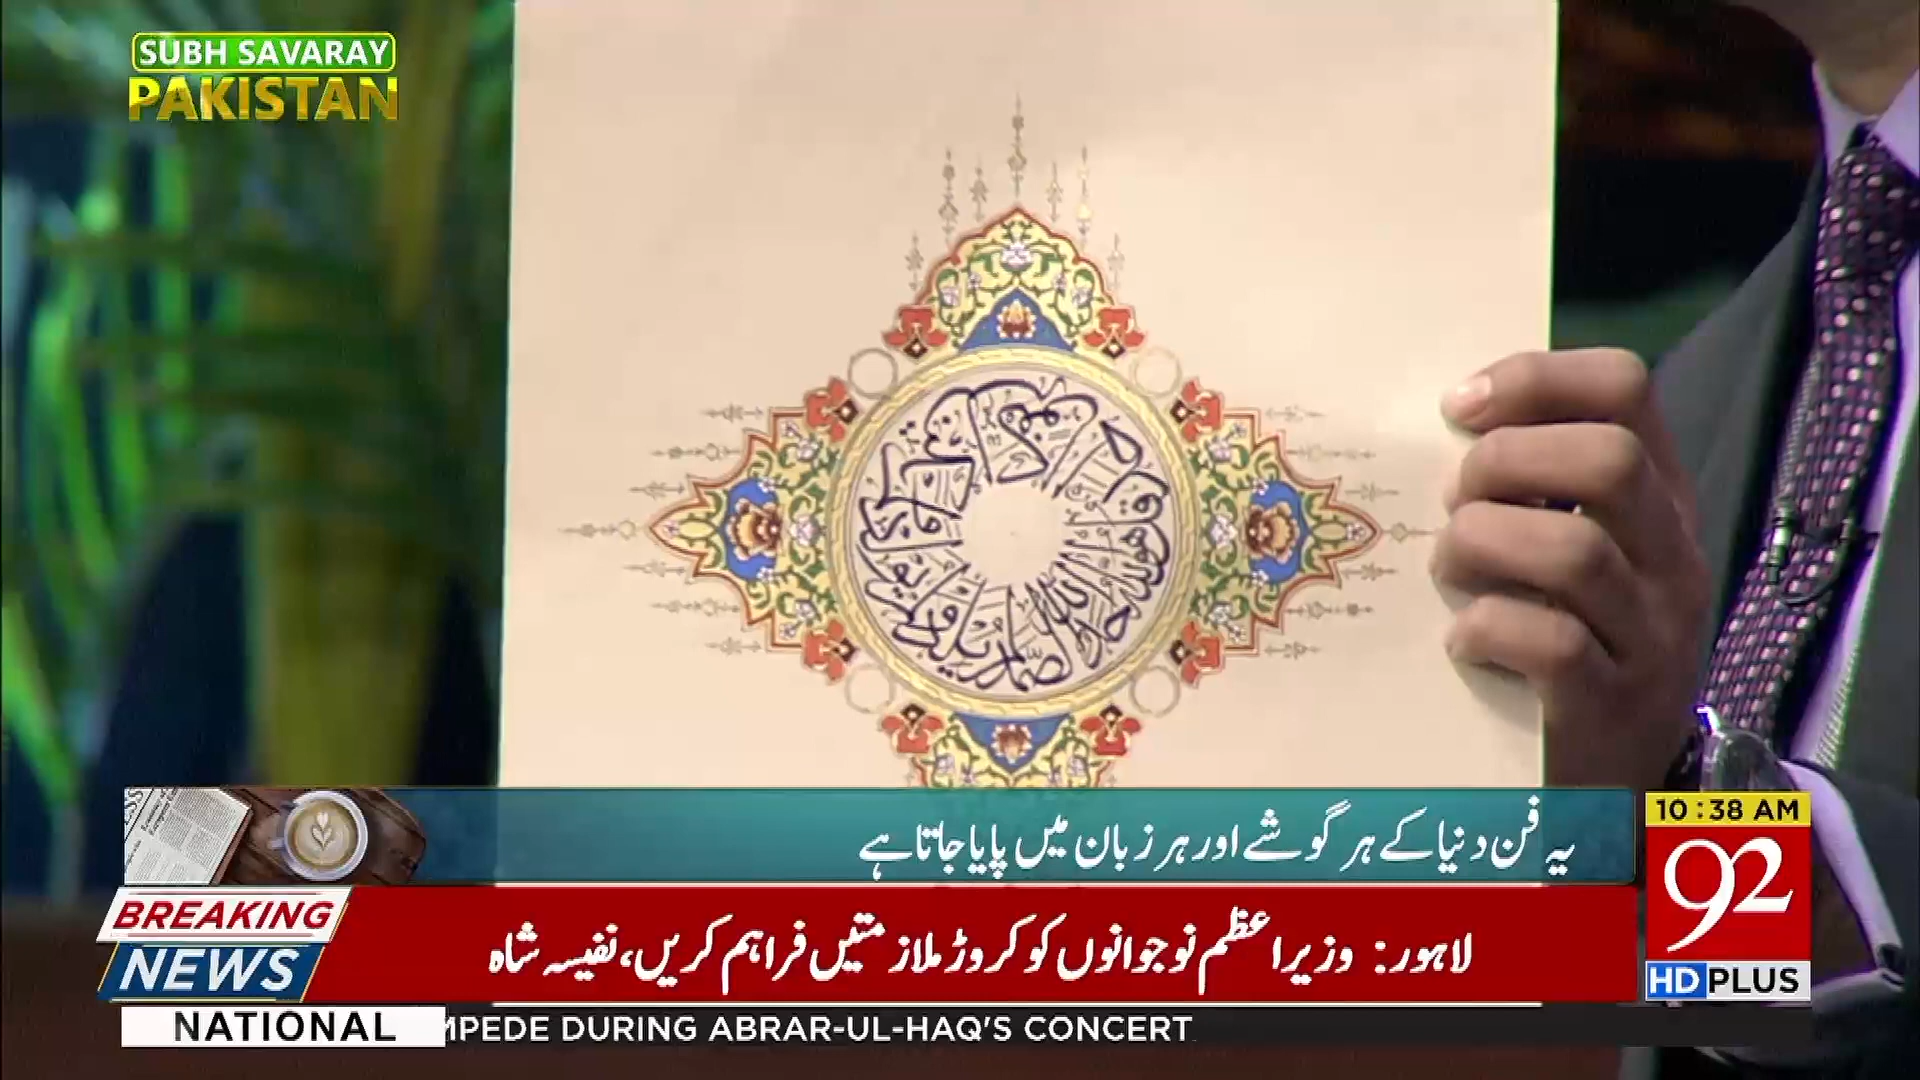 SUBH SAVARAY
PAKISTAN
یہ فن دنیا کے ہر گوشے اور ہر زبان میں پایا جاتا ہے
10:38 AM
92
HD PLUS
BREAKING
NEWS
لاہور: وزیراعظم نوجوانوں کو کروڑ ملازمتیں فراہم کریں، نفیسہ شاہ
NATIONAL
MPEDE DURING ABRAR-UL-HAQ'S CONCERT